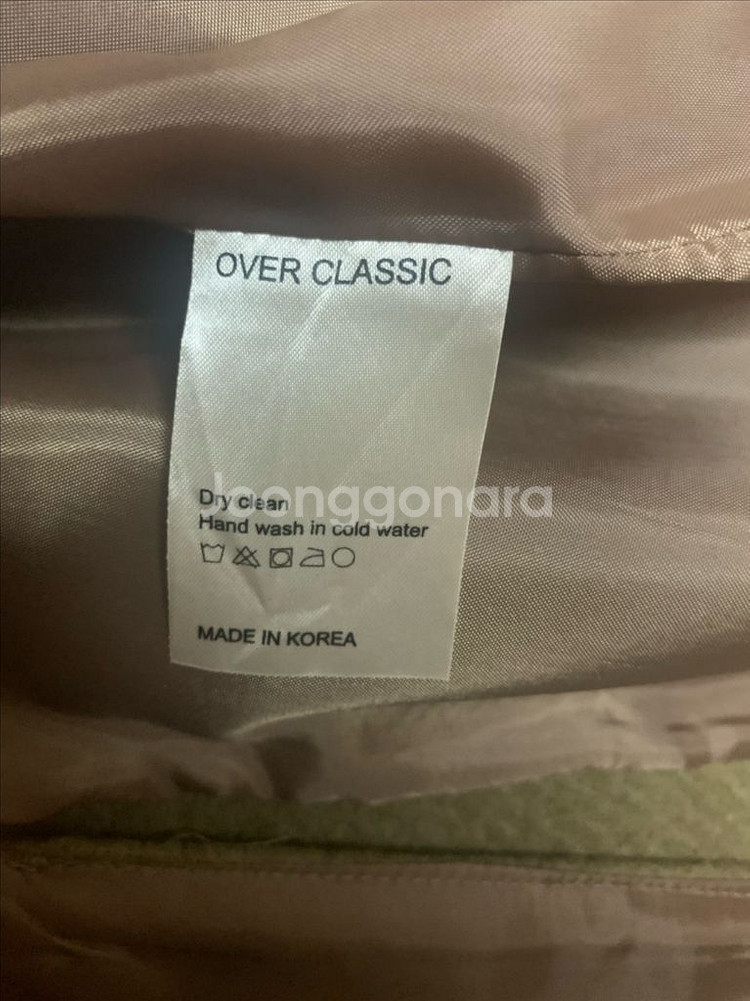 OVER CLASSIC
Joonggonara
Dry clean
Hand wash in cold water
MADE IN KOREA